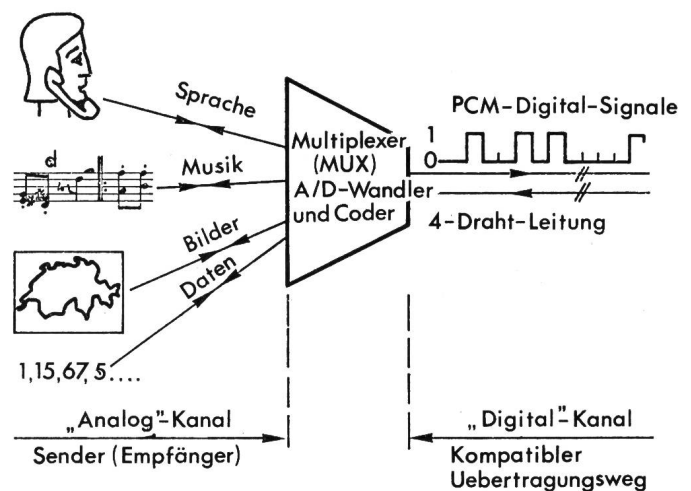 Sprache
Musik
Bilder
Daten
d
1,15,67,5....
Multiplexer
(MUX)
A/D-Wandler
und Coder
PCM-Digital-Signale
1
0
4-Draht-Leitung
„Analog"-Kanal
Sender (Empfänger)
„Digital"-Kanal
Kompatibler
Uebertragungsweg